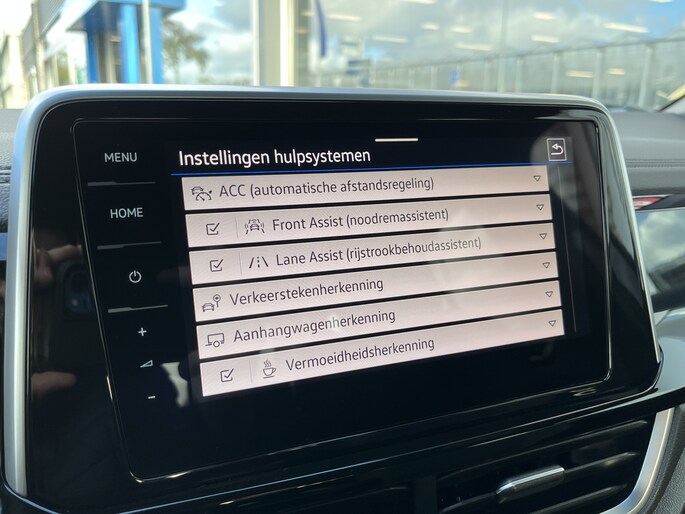 MENU
HOME
Instellingen hulpsystemen
ACC (automatische afstandsregeling)
Front Assist (noodremassistent)
Lane Assist (rijstrookbehoudassistent)
Verkeerstekenherkenning
Aanhangwagenherkenning
Vermoeidheidsherkenning
+
-